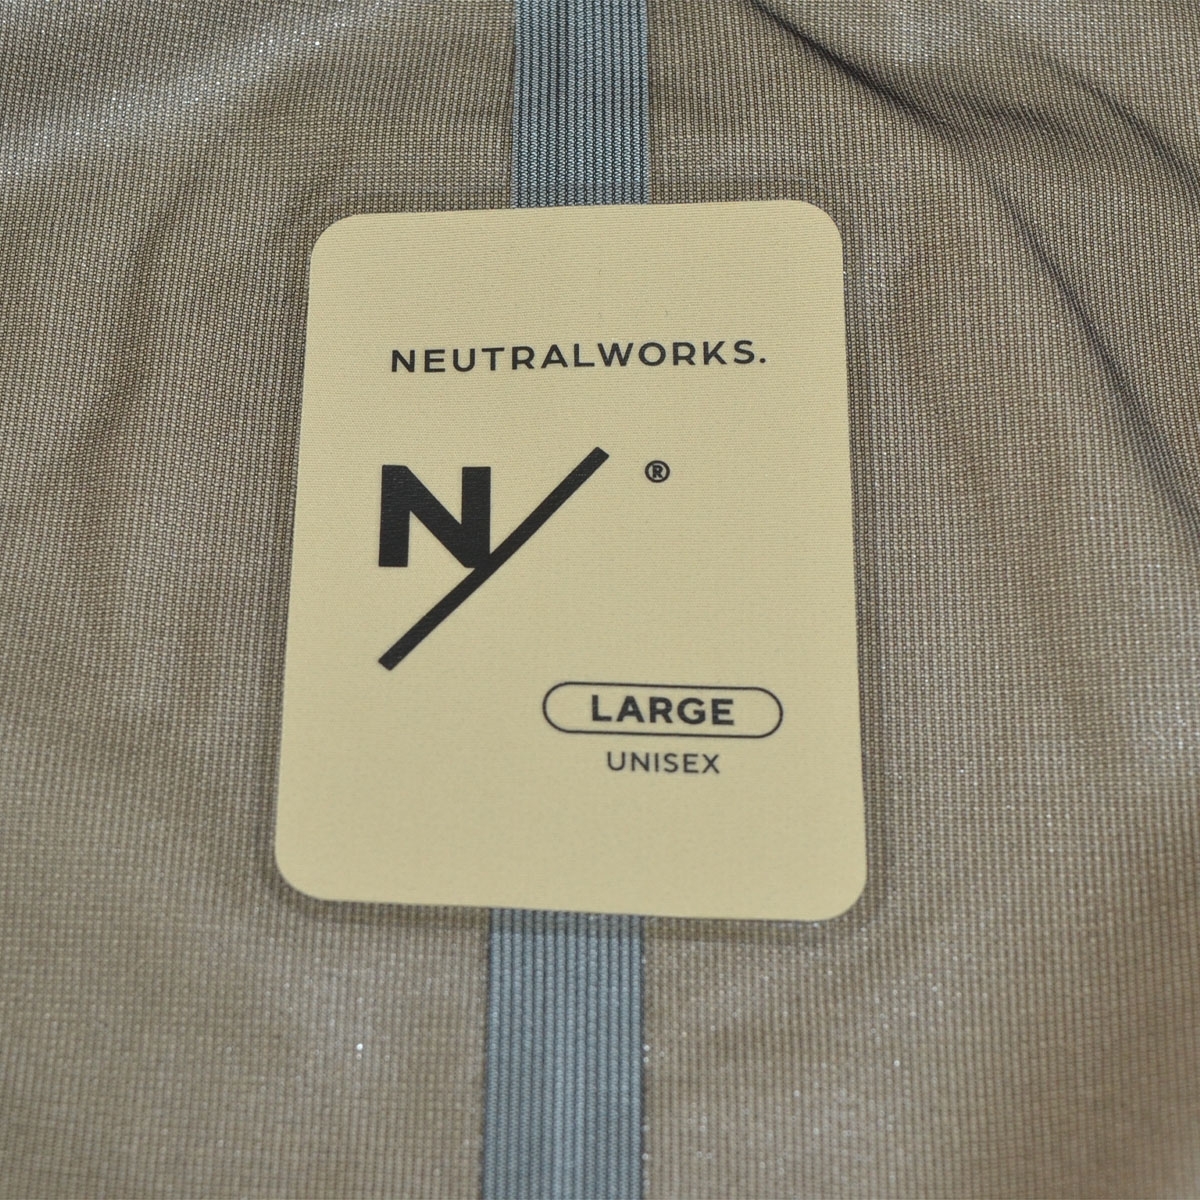 NEUTRALWORKS.
N/ ®
LARGE
UNISEX